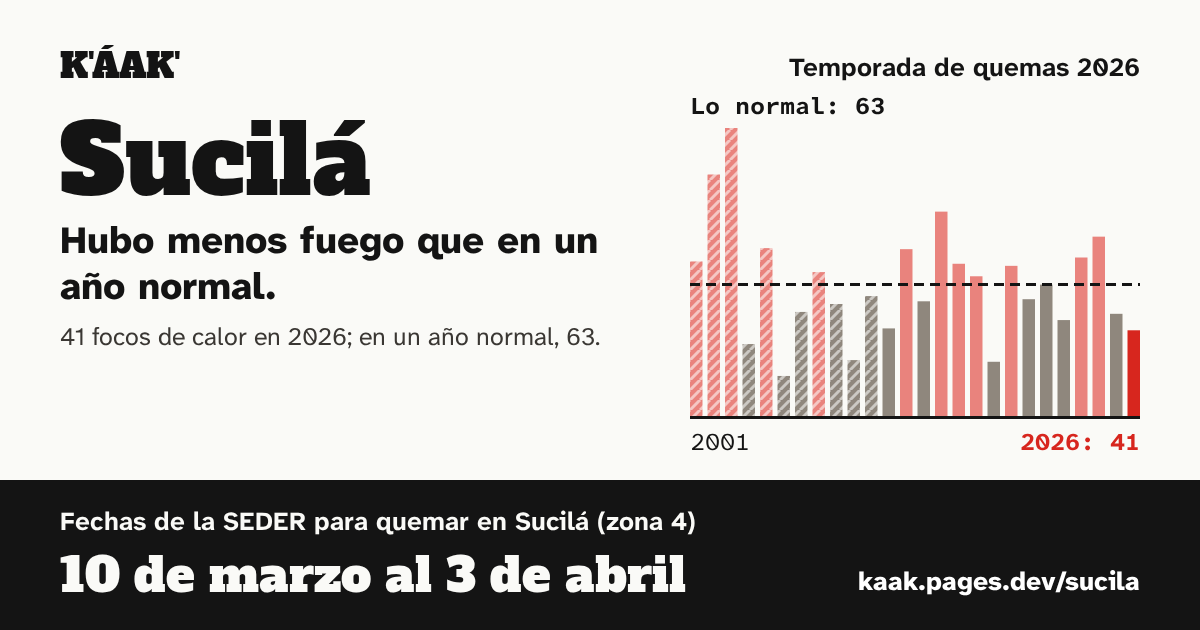 K'ÁAK'
Sucilá
Hubo menos fuego que en un
año normal.
41 focos de calor en 2026; en un año normal, 63.
Temporada de quemas 2026
Lo normal: 63
2001
2026: 41
Fechas de la SEDER para quemar en Sucilá (zona 4)
10 de marzo al 3 de abril
kaak.pages.dev/sucila